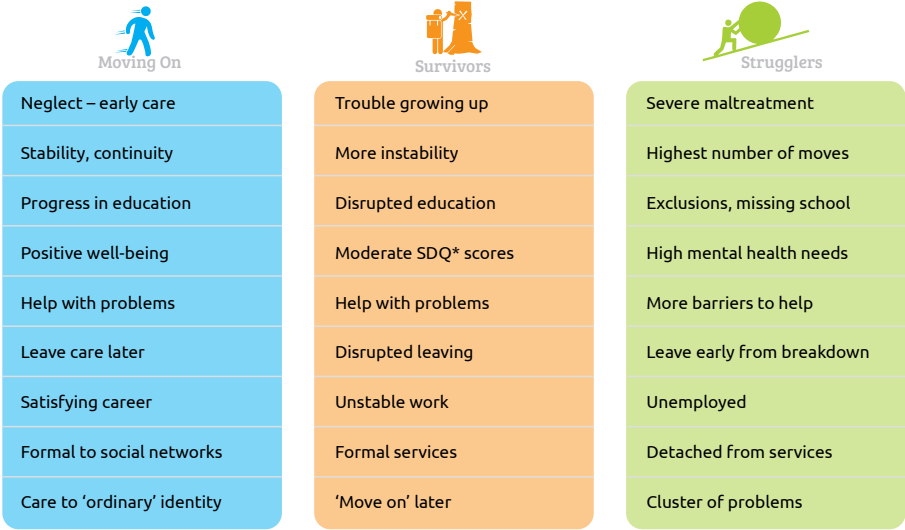 Moving On
Neglect – early care
Stability, continuity
Progress in education
Positive well-being
Help with problems
Leave care later
Satisfying career
Formal to social networks
Care to ‘ordinary’ identity
Survivors
Trouble growing up
More instability
Disrupted education
Moderate SDQ* scores
Help with problems
Disrupted leaving
Unstable work
Formal services
‘Move on’ later
Strugglers
Severe maltreatment
Highest number of moves
Exclusions, missing school
High mental health needs
More barriers to help
Leave early from breakdown
Unemployed
Detached from services
Cluster of problems